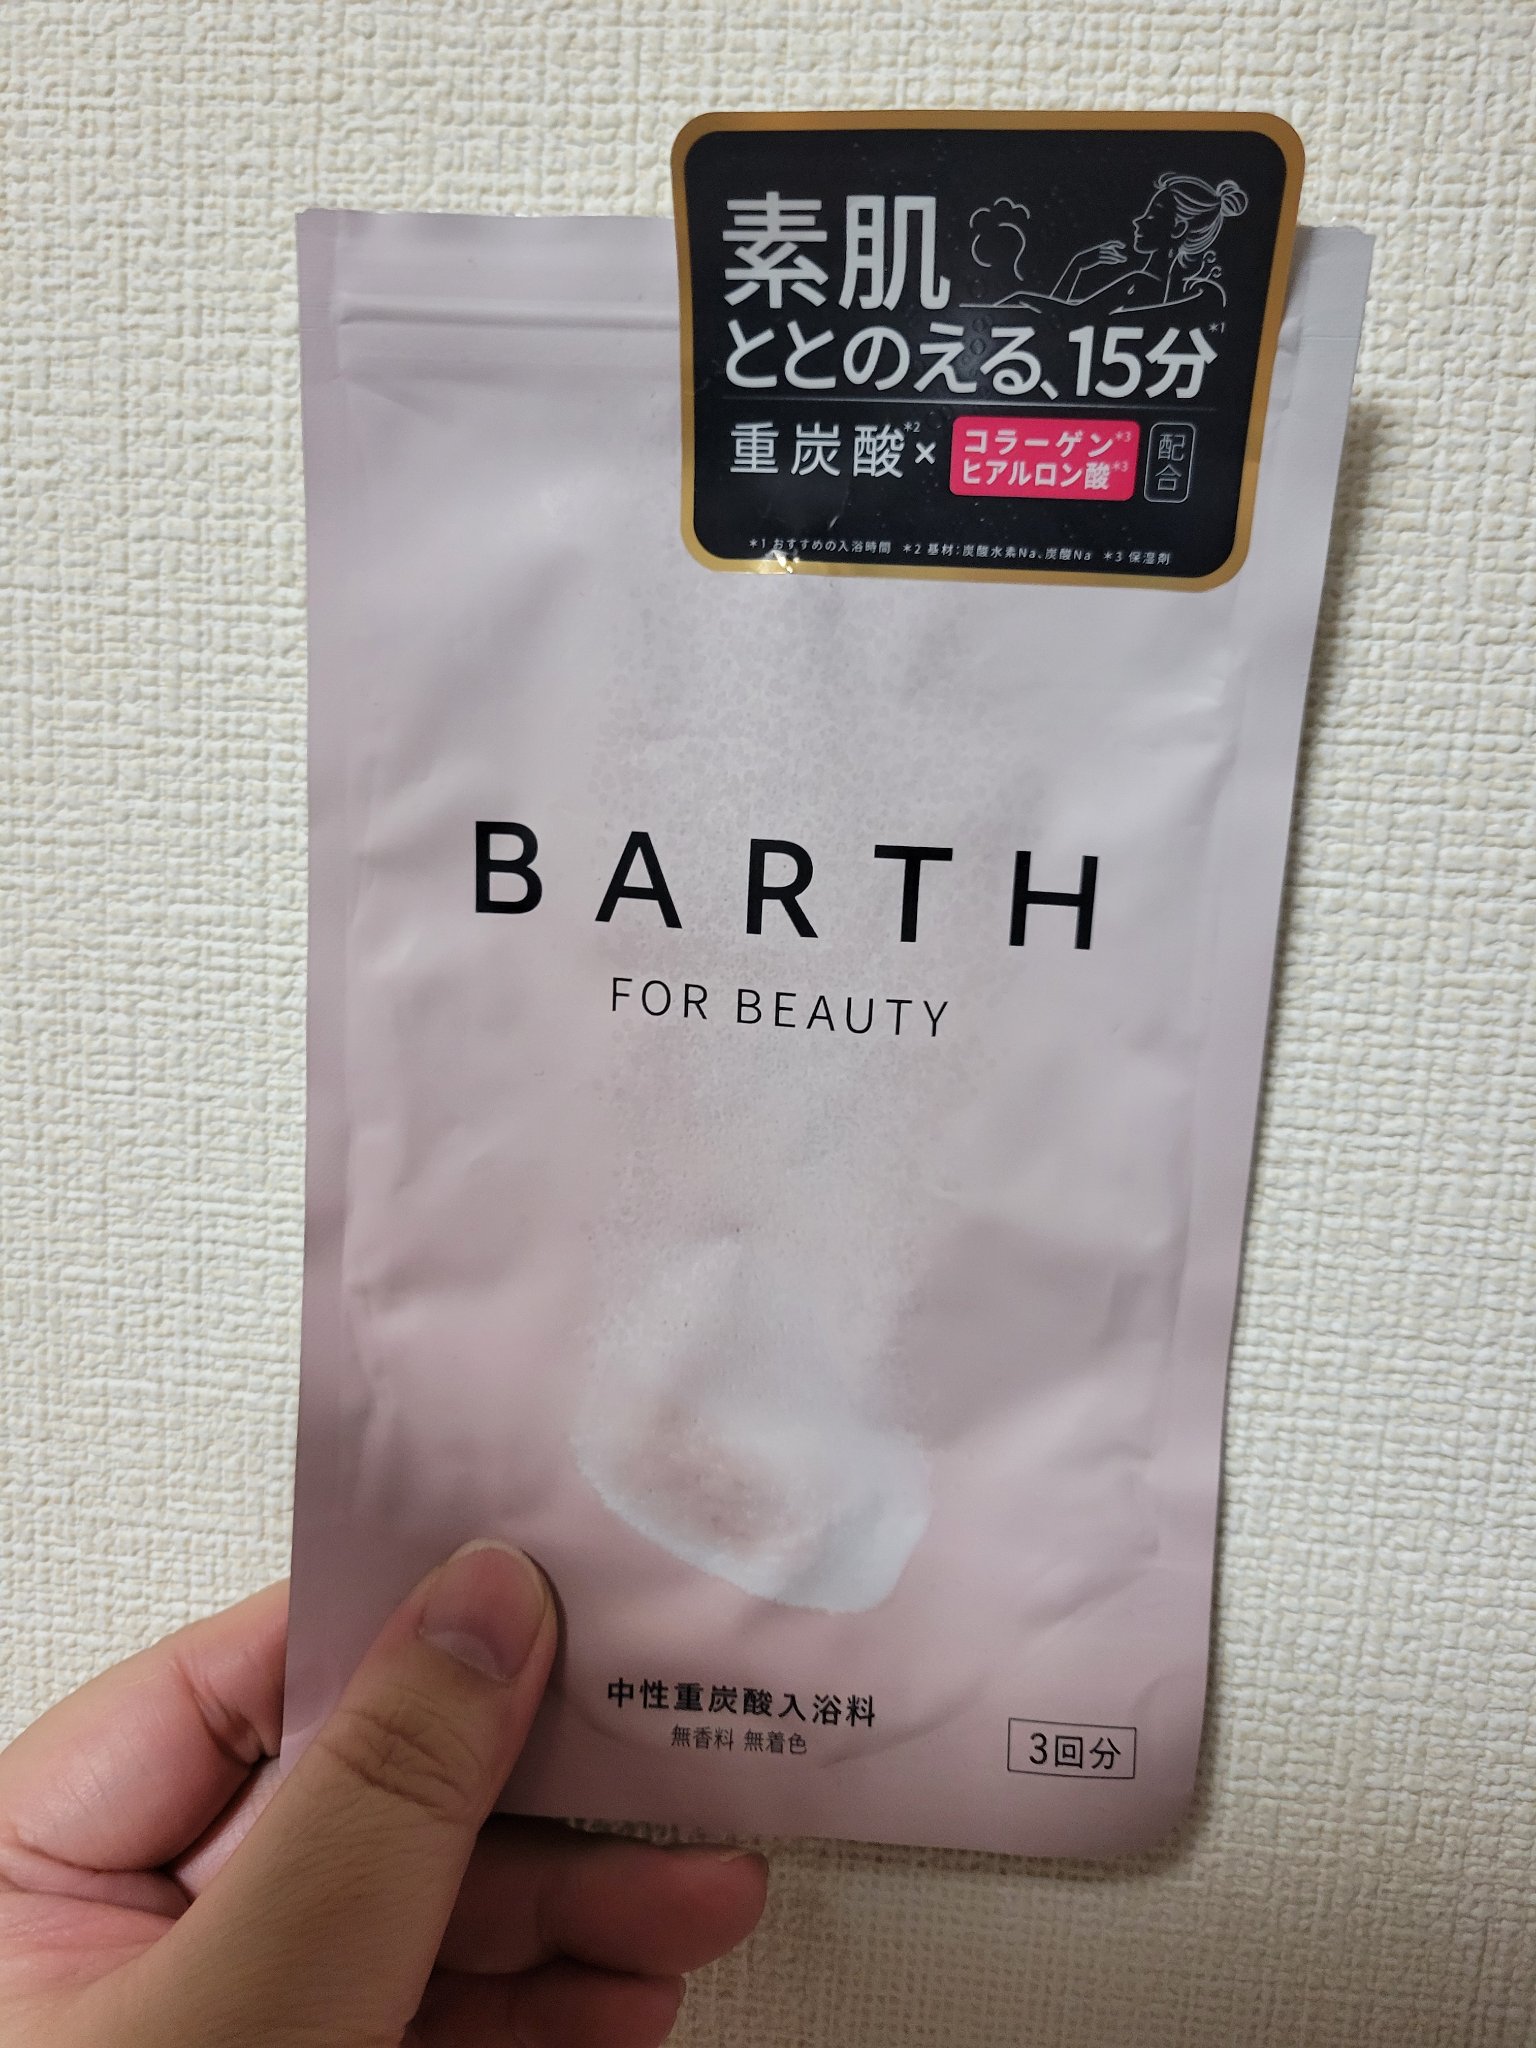 素肌
ととのえる、15分*1
重炭酸*2×コラーゲン*3
ヒアルロン酸*3
配合
*1 おすすめの入浴時間 *2 基材:炭酸水素Na、炭酸Na *3 保湿剤
BARTH
FOR BEAUTY
中性重炭酸入浴料
無香料 無着色
3回分